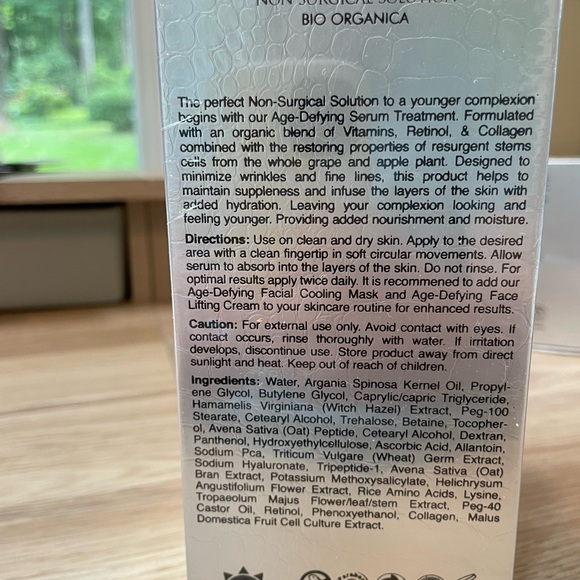 NON-SURGICAL SOLUTION
BIO ORGANICA
The perfect Non-Surgical Solution to a younger complexion
begins with our Age-Defying Serum Treatment. Formulated
with an organic blend of Vitamins, Retinol, & Collagen
combined with the restoring properties of resurgent stems
cells from the whole grape and apple plant. Designed to
minimize wrinkles and fine lines, this product helps to
maintain suppleness and infuse the layers of the skin with
added hydration. Leaving your complexion looking and
feeling younger. Providing added nourishment and moisture.
Directions: Use on clean and dry skin. Apply to the desired
area with a clean fingertip in soft circular movements. Allow
serum to absorb into the layers of the skin. Do not rinse. For
optimal results apply twice daily. It is recommened to add our
Age-Defying Facial Cooling Mask and Age-Defying Face
Lifting Cream to your skincare routine for enhanced results.
Caution: For external use only. Avoid contact with eyes. If
contact occurs, rinse thoroughly with water. If irritation
develops, discontinue use. Store product away from direct
sunlight and heat. Keep out of reach of children.
Ingredients: Water, Argania Spinosa Kernel Oil, Propyl-
ene Glycol, Butylene Glycol, Caprylic/capric Triglyceride,
Hamamelis Virginiana (Witch Hazel) Extract, Peg-100
Stearate, Cetearyl Alcohol, Trehalose, Betaine, Tocopher-
ol, Avena Sativa (Oat) Peptide, Cetearyl Alcohol, Dextran,
Panthenol, Hydroxyethylcellulose, Ascorbic Acid, Allantoin,
Sodium Pca, Triticum Vulgare (Wheat) Germ Extract,
Sodium Hyaluronate, Tripeptide-1, Avena Sativa (Oat)
Bran Extract, Potassium Methoxysalicylate, Helichrysum
Angustifolium Flower Extract, Rice Amino Acids, Lysine,
Tropaeolum Majus Flower/leaf/stem Extract, Peg-40
Castor Oil, Retinol, Phenoxyethanol, Collagen, Malus
Domestica Fruit Cell Culture Extract.